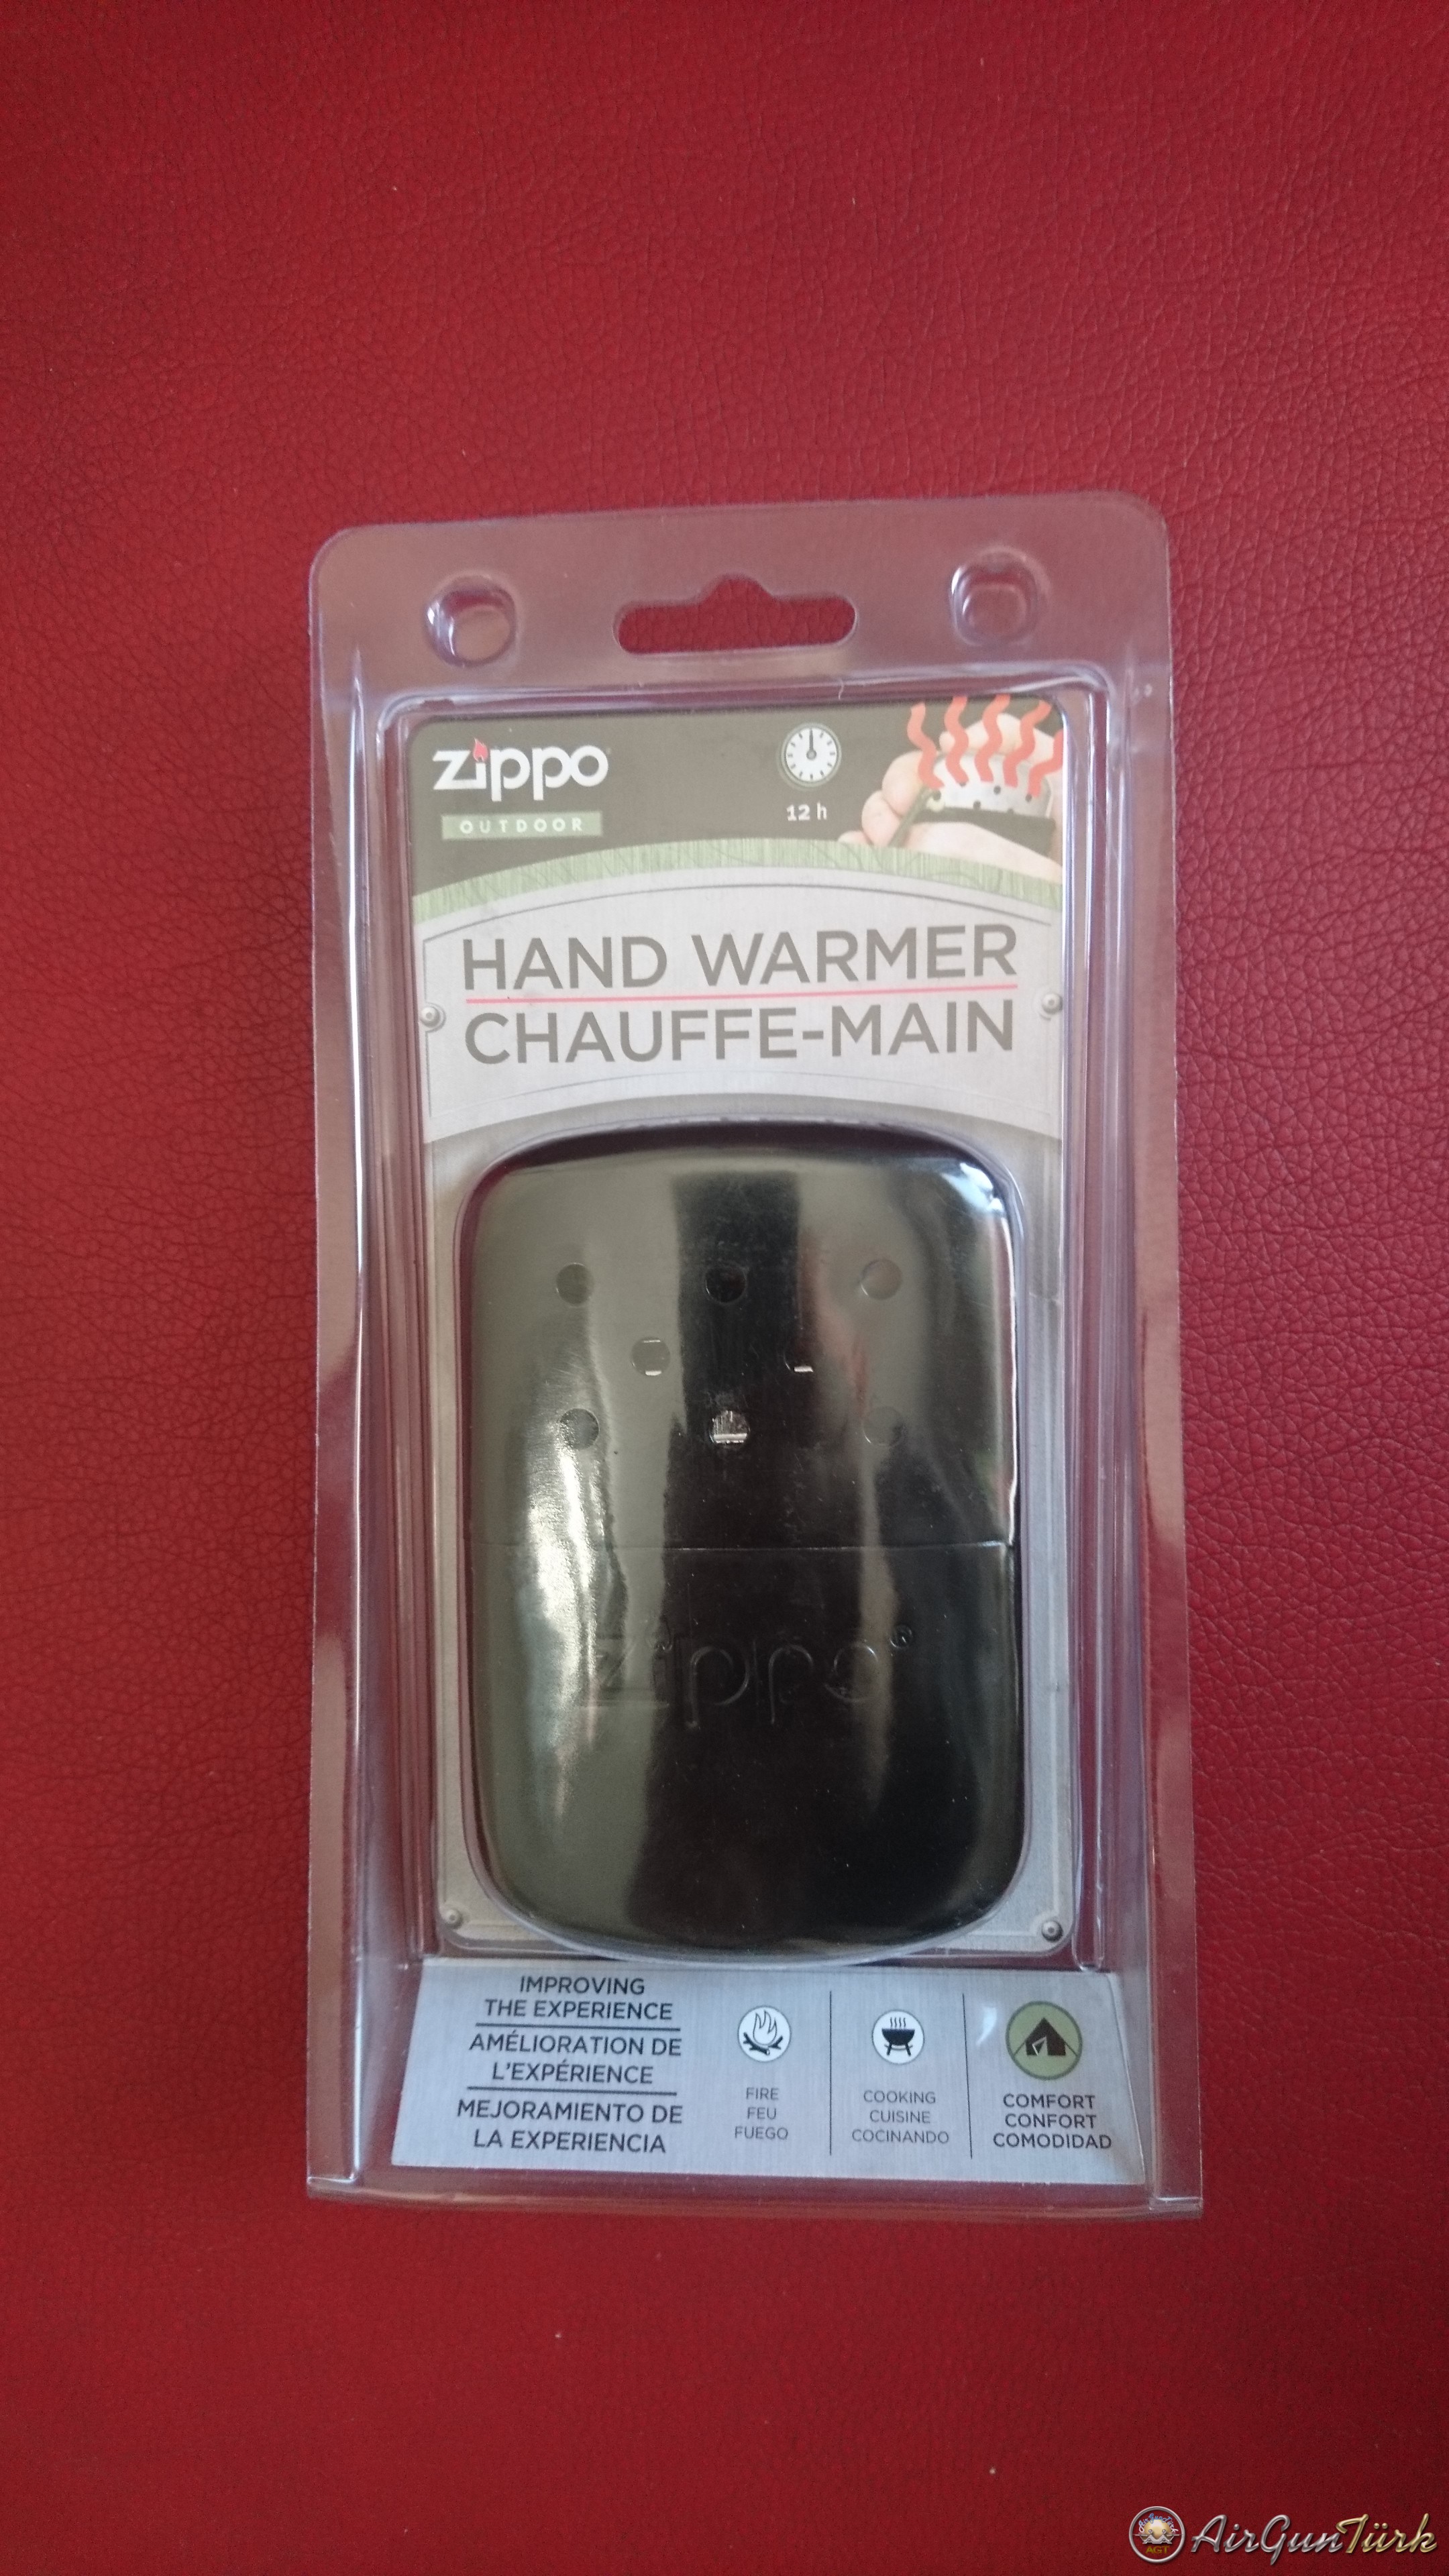 zippo
OUTDOOR
12 h
HAND WARMER
CHAUFFE-MAIN
zippo®
IMPROVING
THE EXPERIENCE
AMÉLIORATION DE
L'EXPÉRIENCE
MEJORAMIENTO DE
LA EXPERIENCIA
FIRE
FEU
FUEGO
COOKING
CUISINE
COCINANDO
COMFORT
CONFORT
COMODIDAD
AirGunTürk
AGT